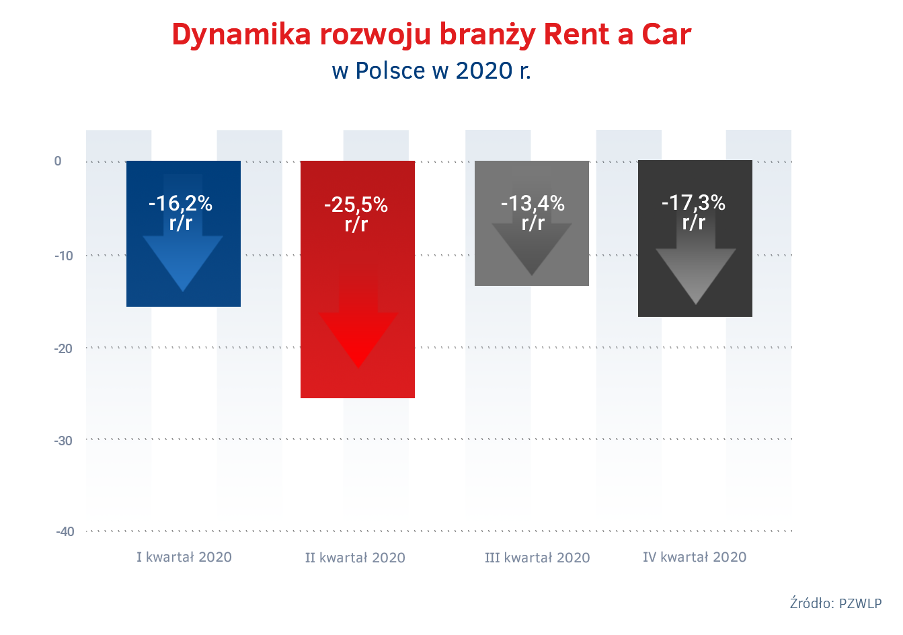 Dynamika rozwoju branży Rent a Car
w Polsce w 2020 r.
0
-16,2%
r/r
-25,5%
r/r
-13,4%
r/r
-17,3%
r/r
-10
-20
-30
-40
I kwartał 2020
II kwartał 2020
III kwartał 2020
IV kwartał 2020
Źródło: PZWLP